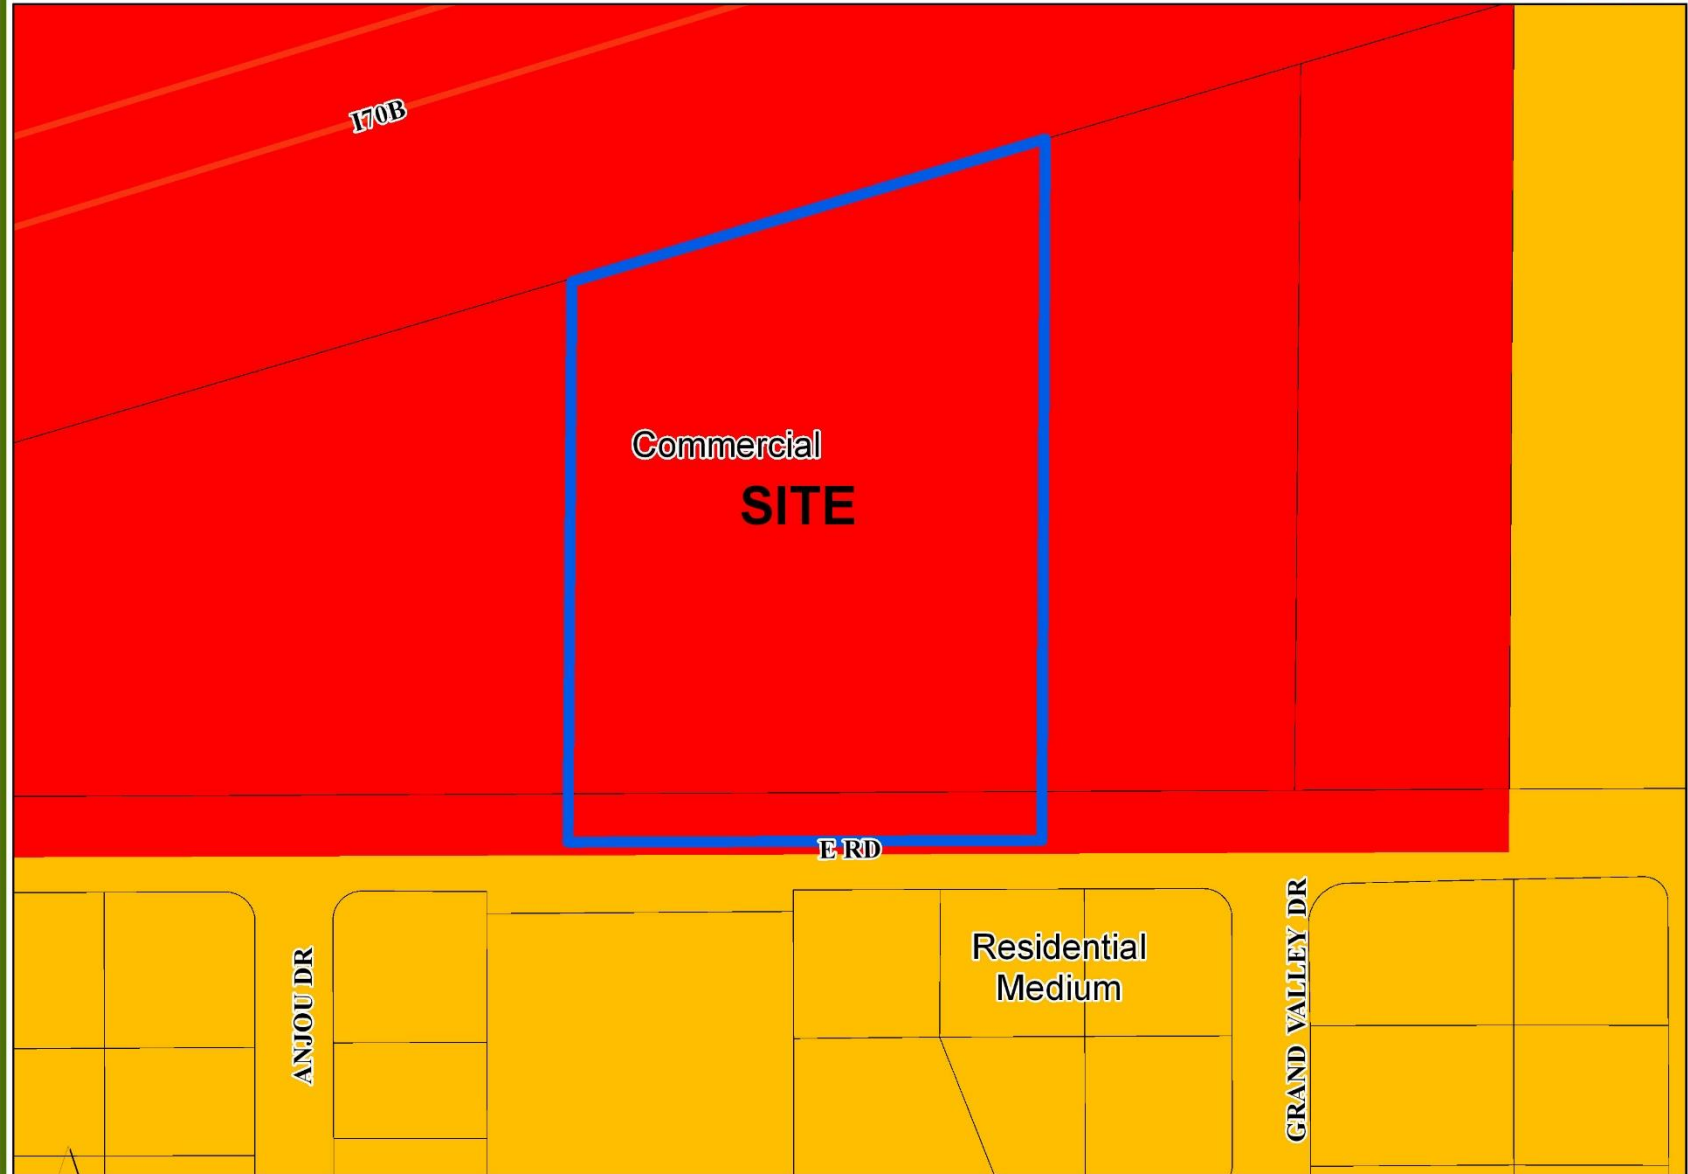 I70B
Commercial
SITE
E RD
Residential
Medium
ANJOU DR
GRAND VALLEY DR